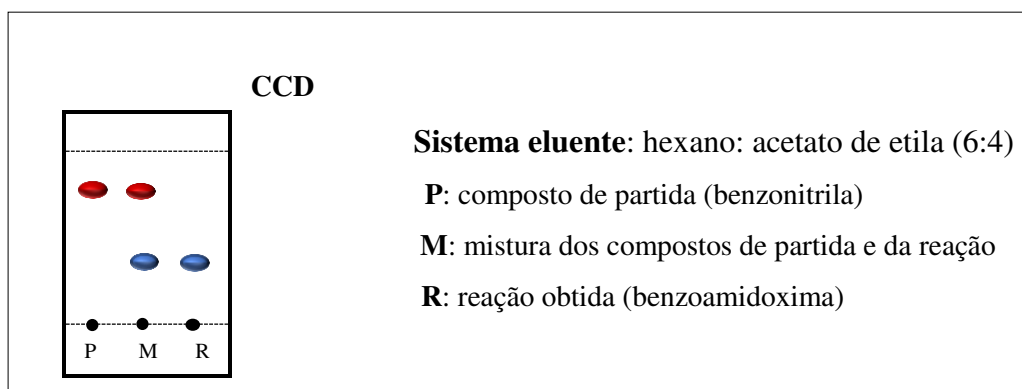 CCD
Sistema eluente: hexano: acetato de etila (6:4)
P: composto de partida (benzonitrila)
M: mistura dos compostos de partida e da reação
R: reação obtida (benzoamidoxima)
P M R